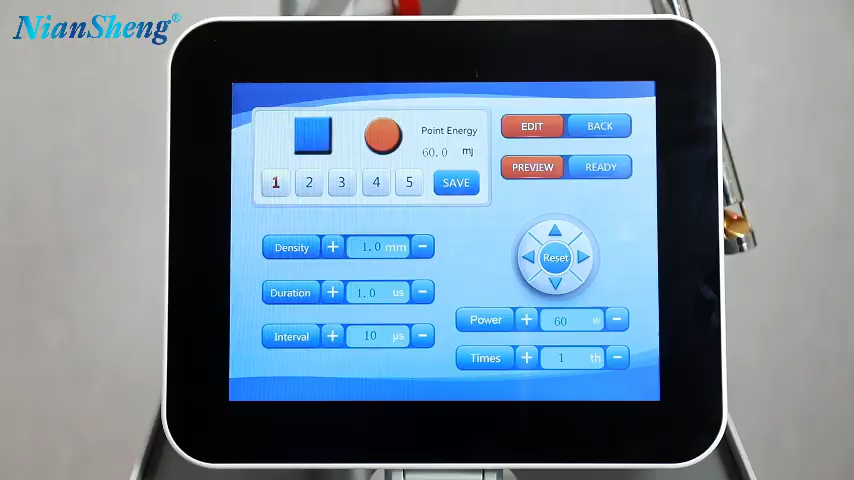 NianSheng®
Point Energy
60.0 mj
1 2 3 4 5 SAVE
EDIT BACK
PREVIEW READY
Density + 1.0 mm −
Duration + 1.0 us −
Interval + 10 µs −
Reset
Power + 60 w −
Times + 1 th −